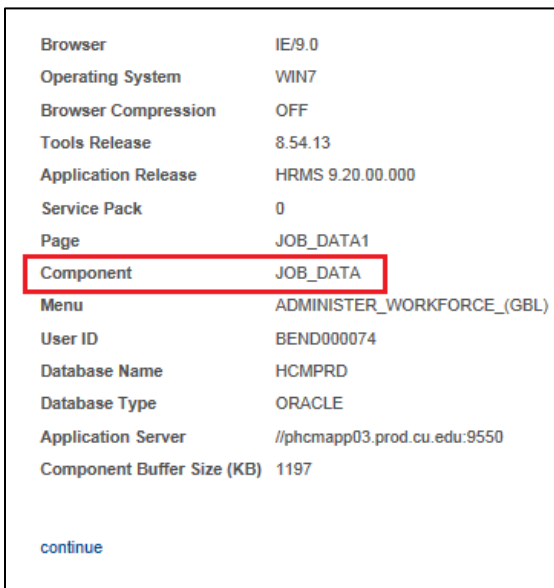 Browser IE/9.0
Operating System WIN7
Browser Compression OFF
Tools Release 8.54.13
Application Release HRMS 9.20.00.000
Service Pack 0
Page JOB_DATA1
Component JOB_DATA
Menu ADMINISTER_WORKFORCE_(GBL)
User ID BEND000074
Database Name HCMPRD
Database Type ORACLE
Application Server //phcmapp03.prod.cu.edu:9550
Component Buffer Size (KB) 1197
continue